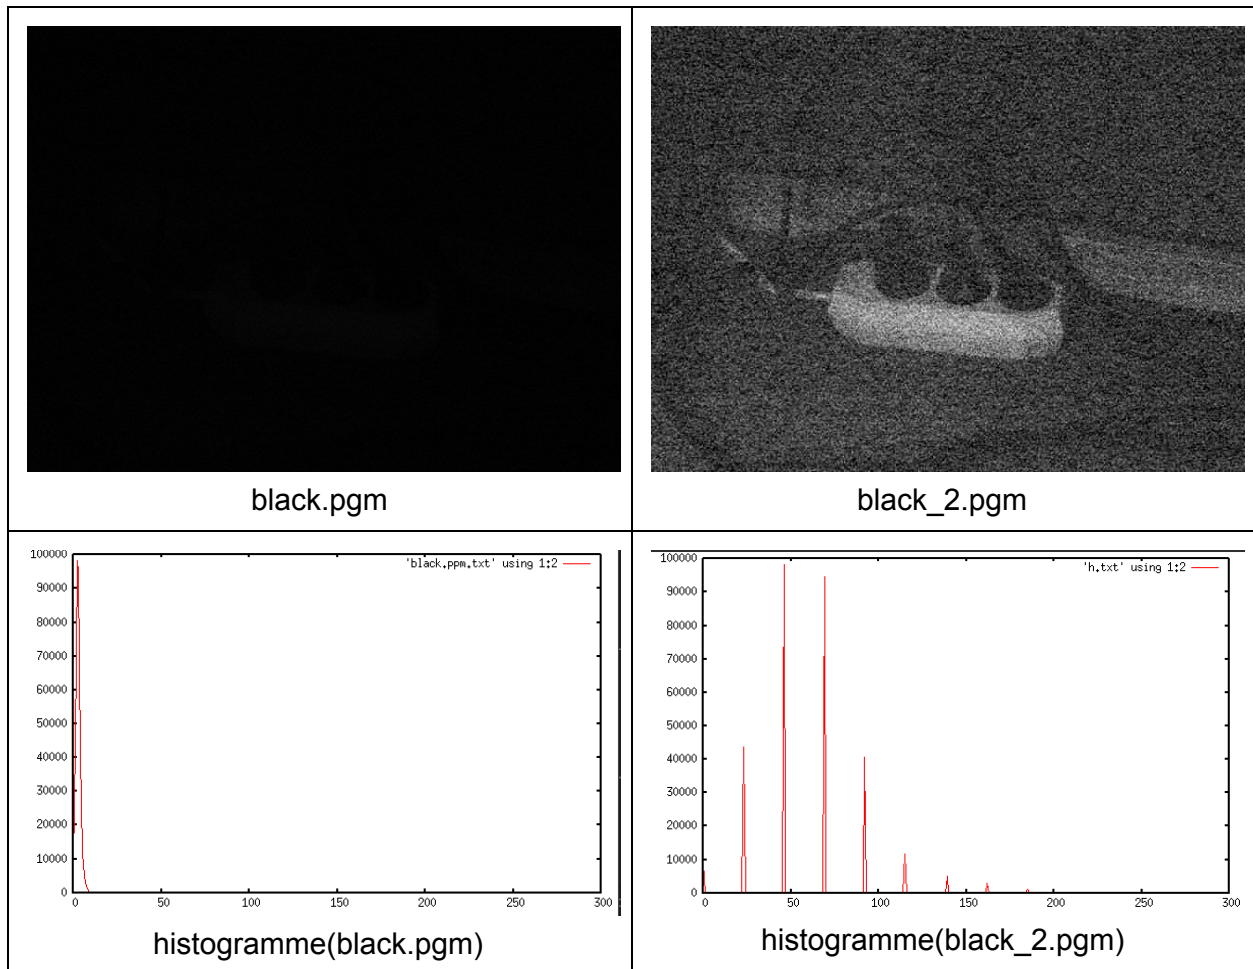 black.pgm
black_2.pgm
100000
90000
80000
70000
60000
50000
40000
30000
20000
10000
0
'black.ppm.txt' using 1:2
0 50 100 150 200 250 300
histogramme(black.pgm)
100000
90000
80000
70000
60000
50000
40000
30000
20000
10000
0
'h.txt' using 1:2
0 50 100 150 200 250 300
histogramme(black_2.pgm)